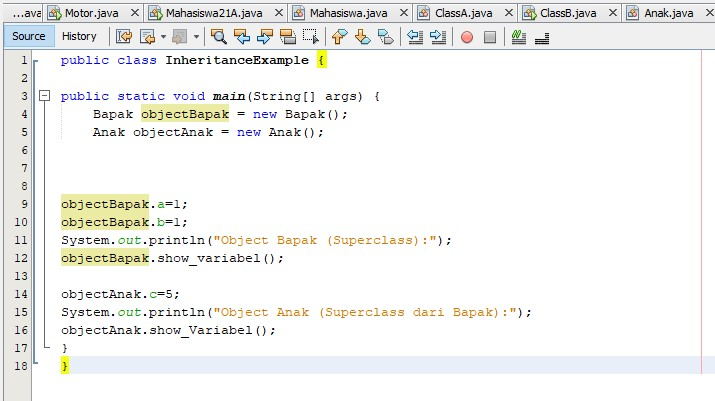 ...ava Motor.java Mahasiswa21A.java Mahasiswa.java ClassA.java ClassB.java Anak.java
Source History
1 public class InheritanceExample {
2
3 public static void main(String[] args) {
4 Bapak objectBapak = new Bapak();
5 Anak objectAnak = new Anak();
6
7
8
9 objectBapak.a=1;
10 objectBapak.b=1;
11 System.out.println("Object Bapak (Superclass):");
12 objectBapak.show_variabel();
13
14 objectAnak.c=5;
15 System.out.println("Object Anak (Superclass dari Bapak):");
16 objectAnak.show_Variabel();
17 }
18 }